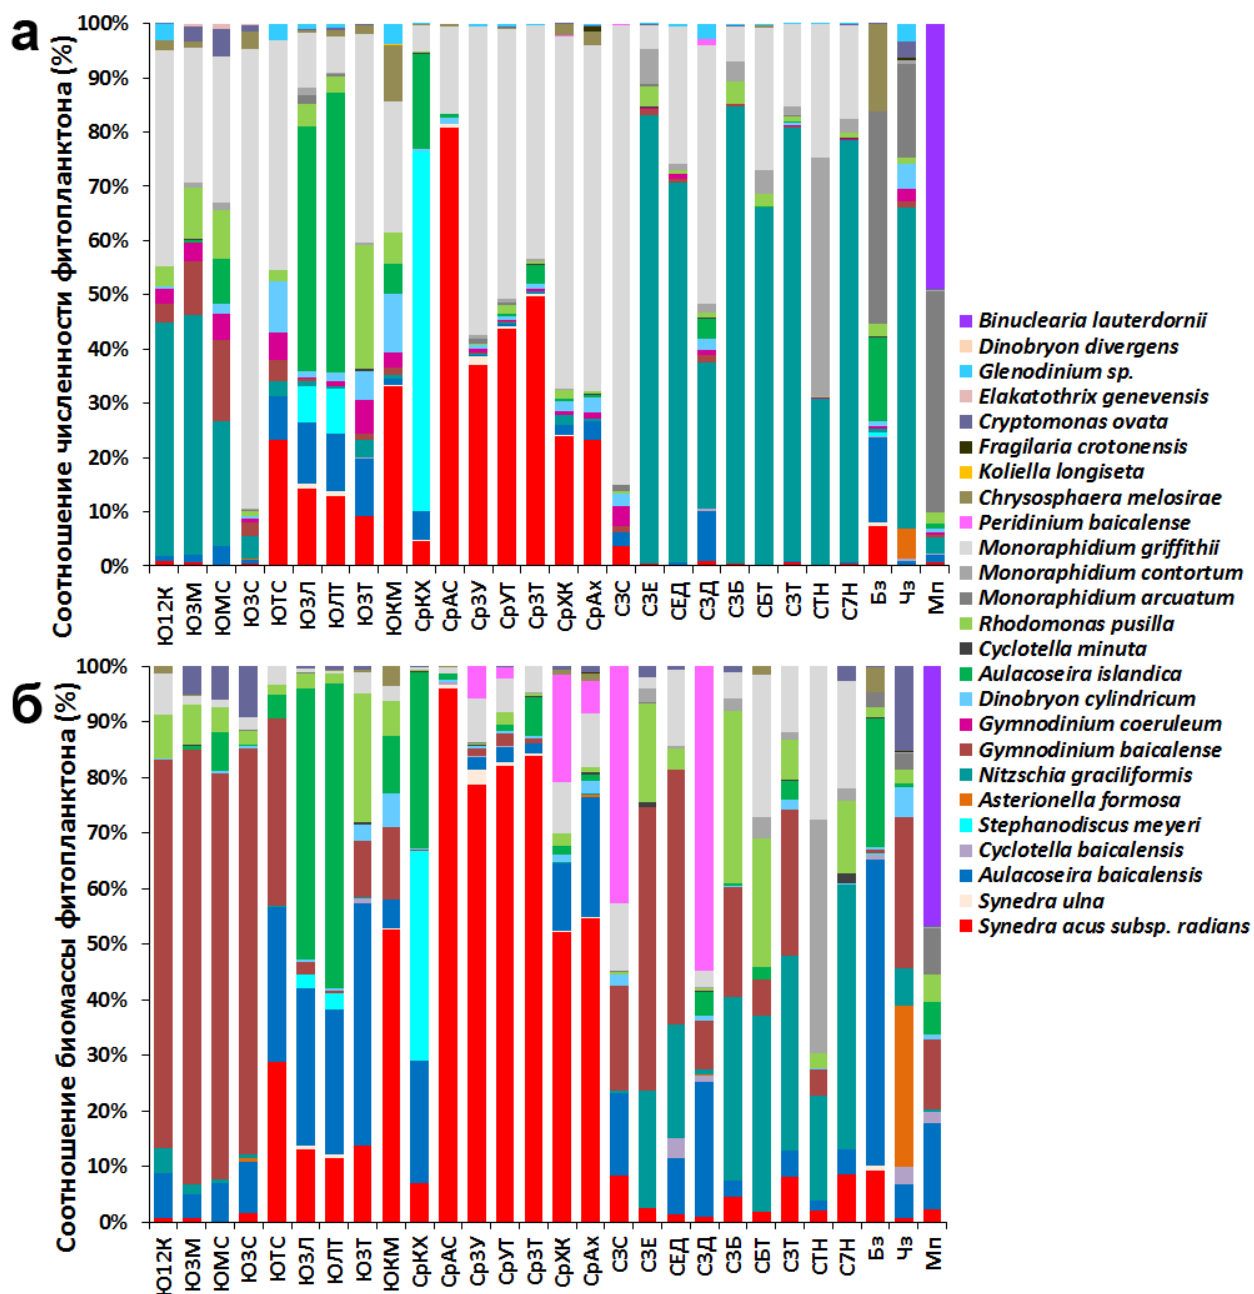 а
Соотношение численности фитопланктона (%)
100%
90%
80%
70%
60%
50%
40%
30%
20%
10%
0%
Ю12К
ЮЗМ
ЮМС
ЮЗС
ЮТС
ЮЗЛ
ЮЛТ
ЮЗТ
ЮКМ
СрКХ
СрАС
СрЗУ
СрУТ
СрЗТ
СрХК
СрАх
СЗС
СЗЕ
СЕД
СЗД
СЗБ
СБТ
СЗТ
СТН
С7Н
Бз
Чз
Мп
Binuclearia lauterdornii
Dinobryon divergens
Glenodinium sp.
Elakatothrix genevensis
Cryptomonas ovata
Fragilaria crotonensis
Koliella longiseta
Chrysosphaera melosirae
Peridinium baicalense
Monoraphidium griffithii
Monoraphidium contortum
Monoraphidium arcuatum
Rhodomonas pusilla
Cyclotella minuta
Aulacoseira islandica
Dinobryon cylindricum
Gymnodinium coeruleum
Gymnodinium baicalense
Nitzschia graciliformis
Asterionella formosa
Stephanodiscus meyeri
Cyclotella baicalensis
Aulacoseira baicalensis
Synedra ulna
Synedra acus subsp. radians
б
Соотношение биомассы фитопланктона (%)
100%
90%
80%
70%
60%
50%
40%
30%
20%
10%
0%
Ю12К
ЮЗМ
ЮМС
ЮЗС
ЮТС
ЮЗЛ
ЮЛТ
ЮЗТ
ЮКМ
СрКХ
СрАС
СрЗУ
СрУТ
СрЗТ
СрХК
СрАх
СЗС
СЗЕ
СЕД
СЗД
СЗБ
СБТ
СЗТ
СТН
С7Н
Бз
Чз
Мп